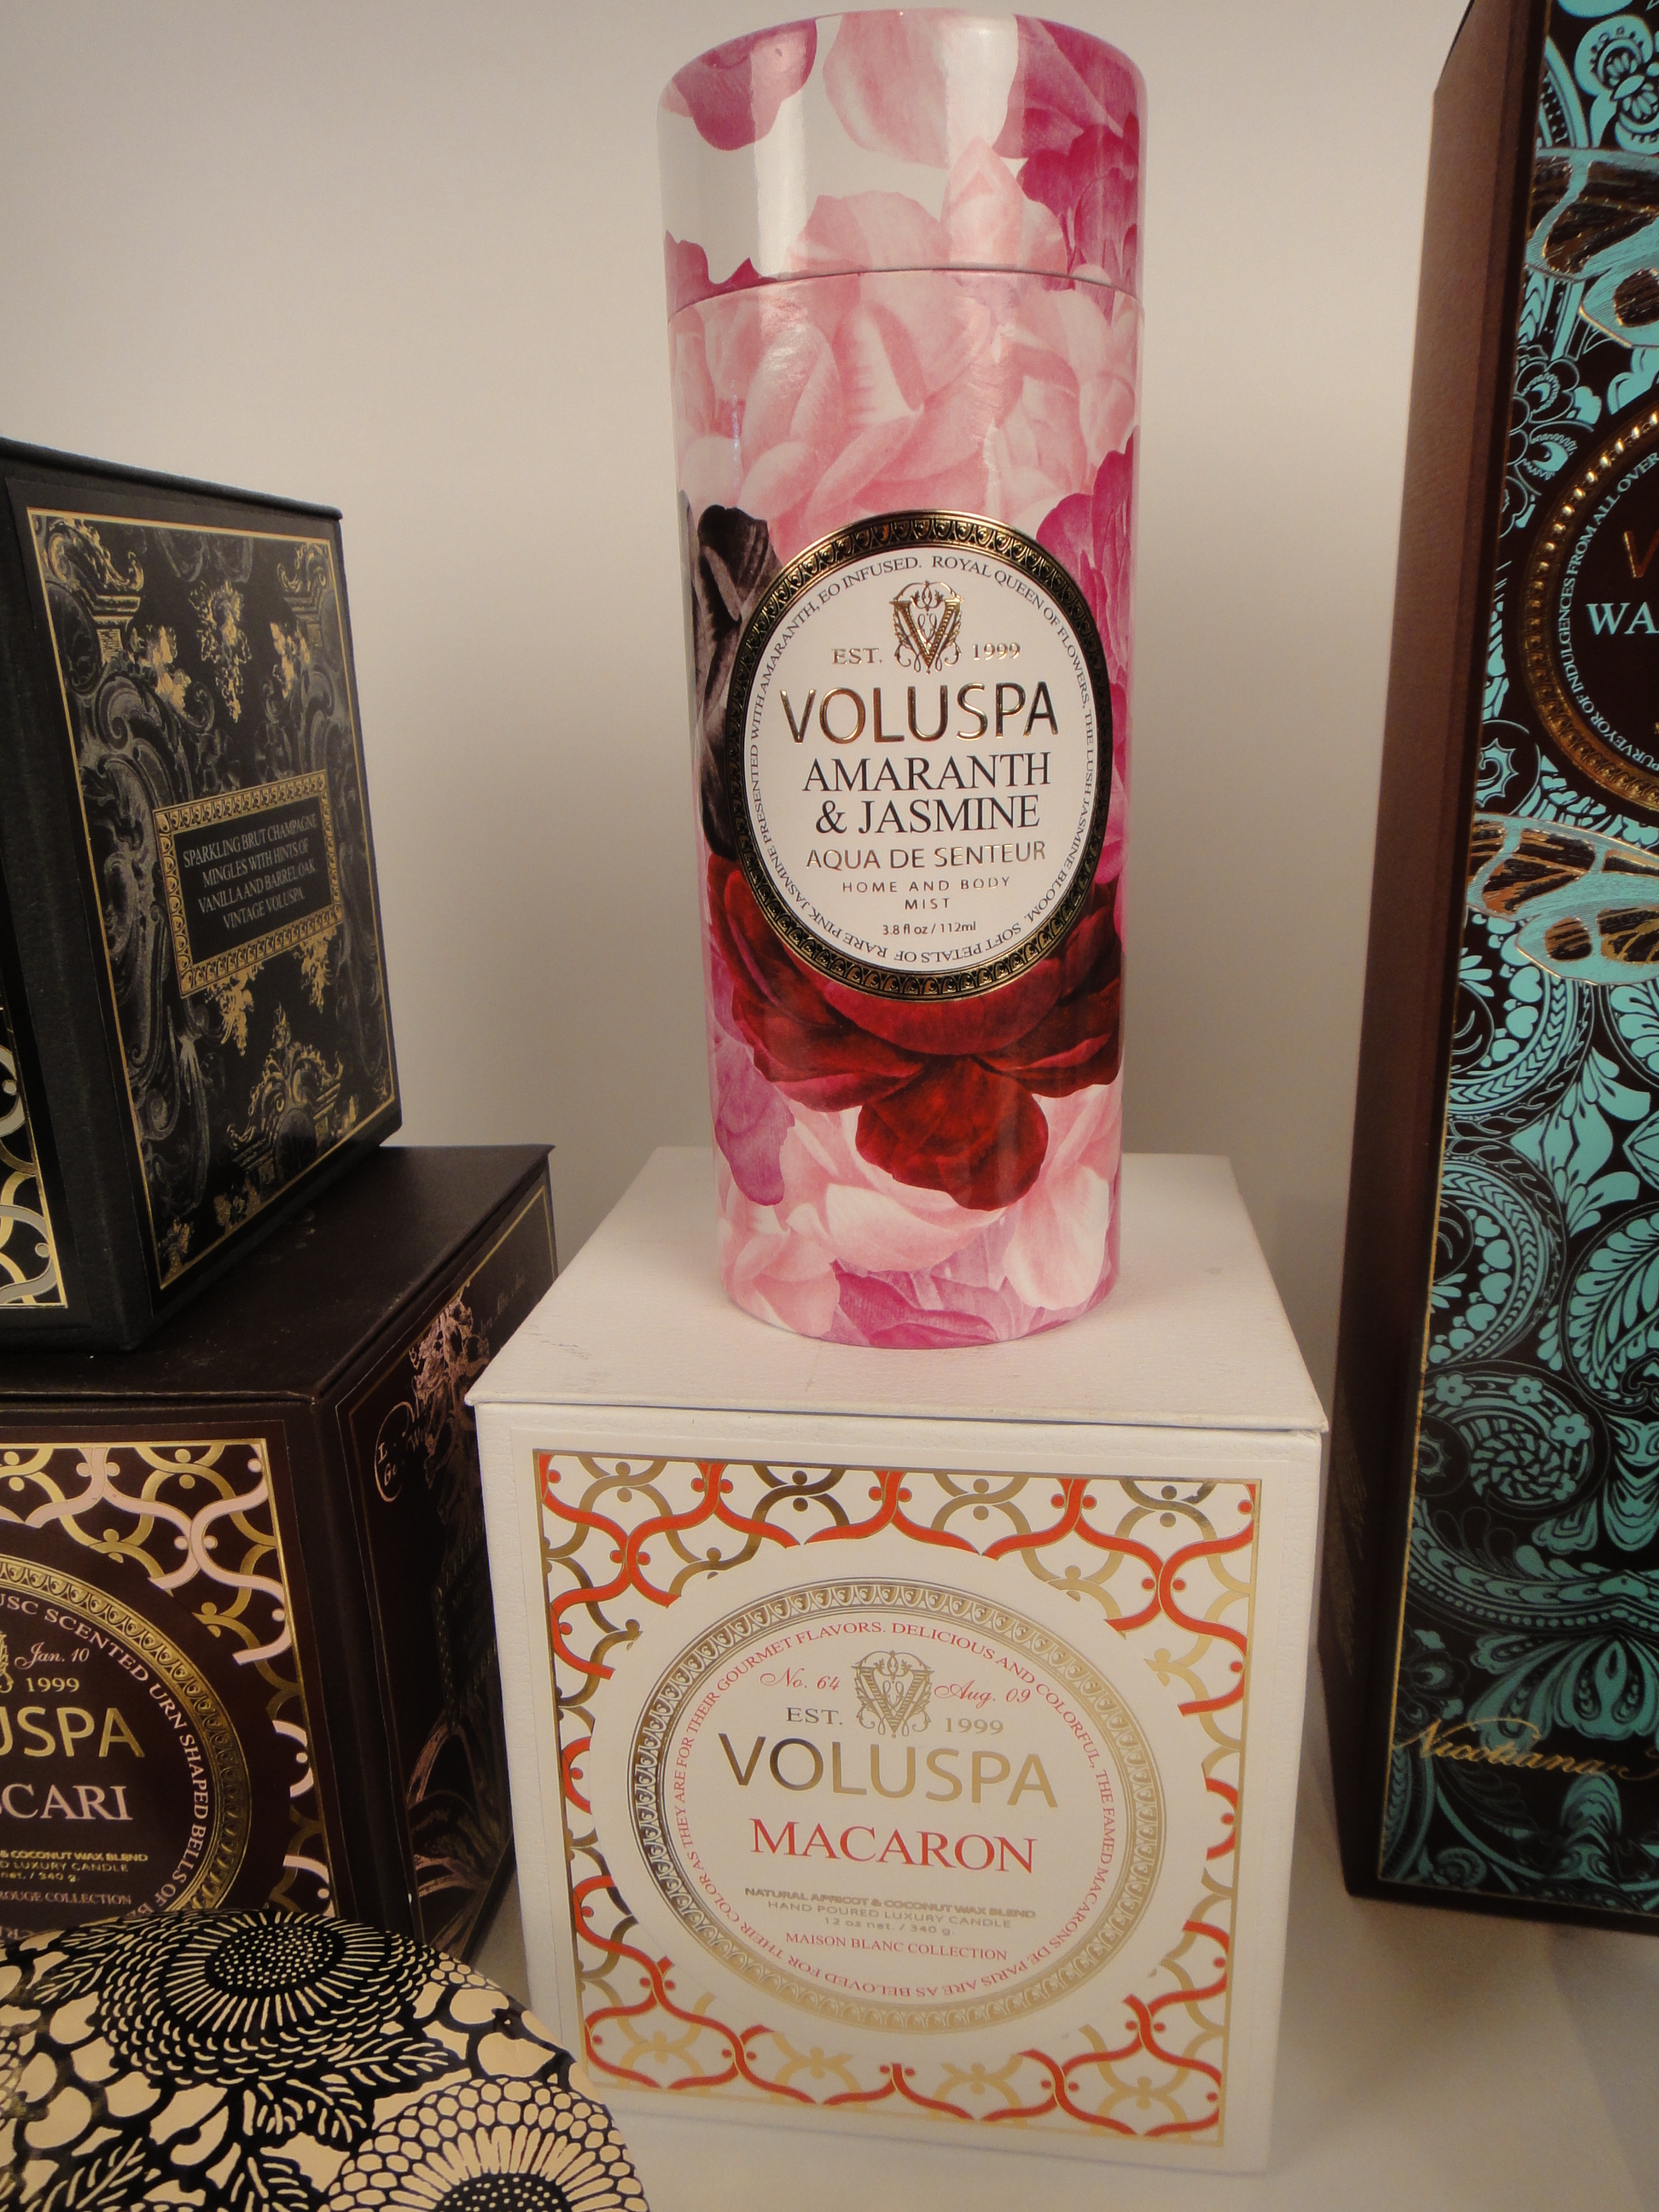 SPARKLING BRUT CHAMPAGNE
MINGLES WITH HINTS OF
VANILLA AND BARREL OAK
VINTAGE VOLUSPA
ROYAL QUEEN OF FLOWERS, THE LUSH JASMINE BLOOM. SOFT PETALS OF RARE PINK JASMINE PRESENTED WITH AMARANTH, EO INFUSED.
EST. 1999
VOLUSPA
AMARANTH
& JASMINE
AQUA DE SENTEUR
HOME AND BODY
MIST
3.8 fl oz / 112ml
PURVEYOR OF INDULGENCES FROM ALL OVER
WA
Nicotiana
SCENTED URN SHAPED BELLS OF
Jan. 10
1999
USPA
CARI
& COCONUT WAX BLEND
D LUXURY CANDLE
net. / 340 g.
ROUGE COLLECTION
DELICIOUS AND COLORFUL, THE FAMED MACARONS DE PARIS ARE AS BELOVED FOR THEIR COLOR AS THEY ARE FOR THEIR GOURMET FLAVORS.
No. 64 Aug. 09
EST. 1999
VOLUSPA
MACARON
NATURAL APRICOT & COCONUT WAX BLEND
HAND POURED LUXURY CANDLE
12 oz net. / 340 g.
MAISON BLANC COLLECTION